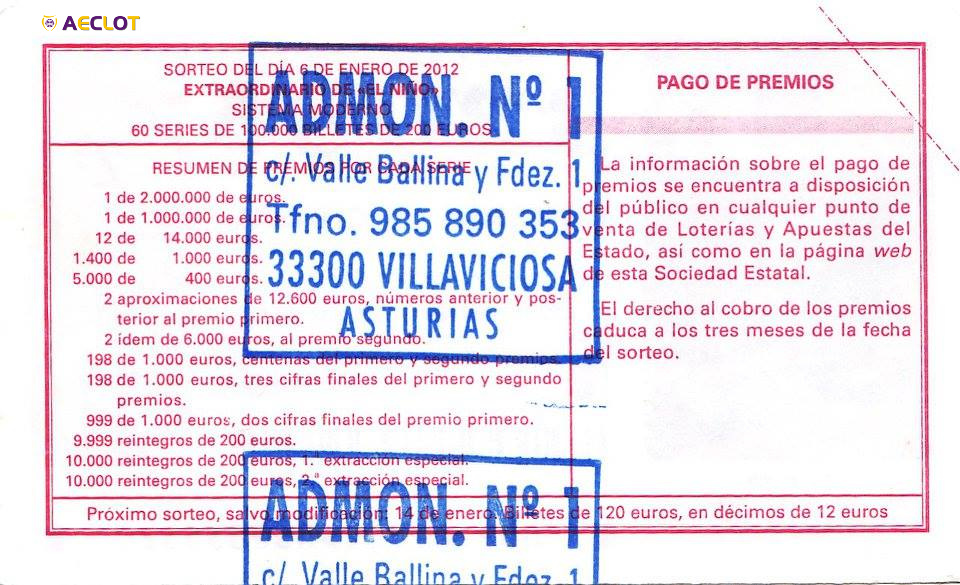 AECLOT
SORTEO DEL DÍA 6 DE ENERO DE 2012
EXTRAORDINARIO DE «EL NIÑO»
SISTEMA MODERNO
60 SERIES DE 100.000 BILLETES DE 200 EUROS
RESUMEN DE PREMIOS POR CADA SERIE
1 de 2.000.000 de euros.
1 de 1.000.000 de euros.
12 de 14.000 euros.
1.400 de 1.000 euros.
5.000 de 400 euros.
2 aproximaciones de 12.600 euros, números anterior y pos-
terior al premio primero.
2 ídem de 6.000 euros, al premio segundo.
198 de 1.000 euros, centenas del primero y segundo premios.
198 de 1.000 euros, tres cifras finales del primero y segundo
premios.
999 de 1.000 euros, dos cifras finales del premio primero.
9.999 reintegros de 200 euros.
10.000 reintegros de 200 euros, 1.ª extracción especial.
10.000 reintegros de 200 euros, 2.ª extracción especial.
PAGO DE PREMIOS
La información sobre el pago de
premios se encuentra a disposición
del público en cualquier punto de
venta de Loterías y Apuestas del
Estado, así como en la página web
de esta Sociedad Estatal.
El derecho al cobro de los premios
caduca a los tres meses de la fecha
del sorteo.
Próximo sorteo, salvo modificación: 14 de enero. Billetes de 120 euros, en décimos de 12 euros
ADMON. Nº 1
c/. Valle Ballina y Fdez. 1
Tfno. 985 890 353
33300 VILLAVICIOSA
ASTURIAS
ADMON. Nº 1
c/ Valle Ballina y Fdez. 1